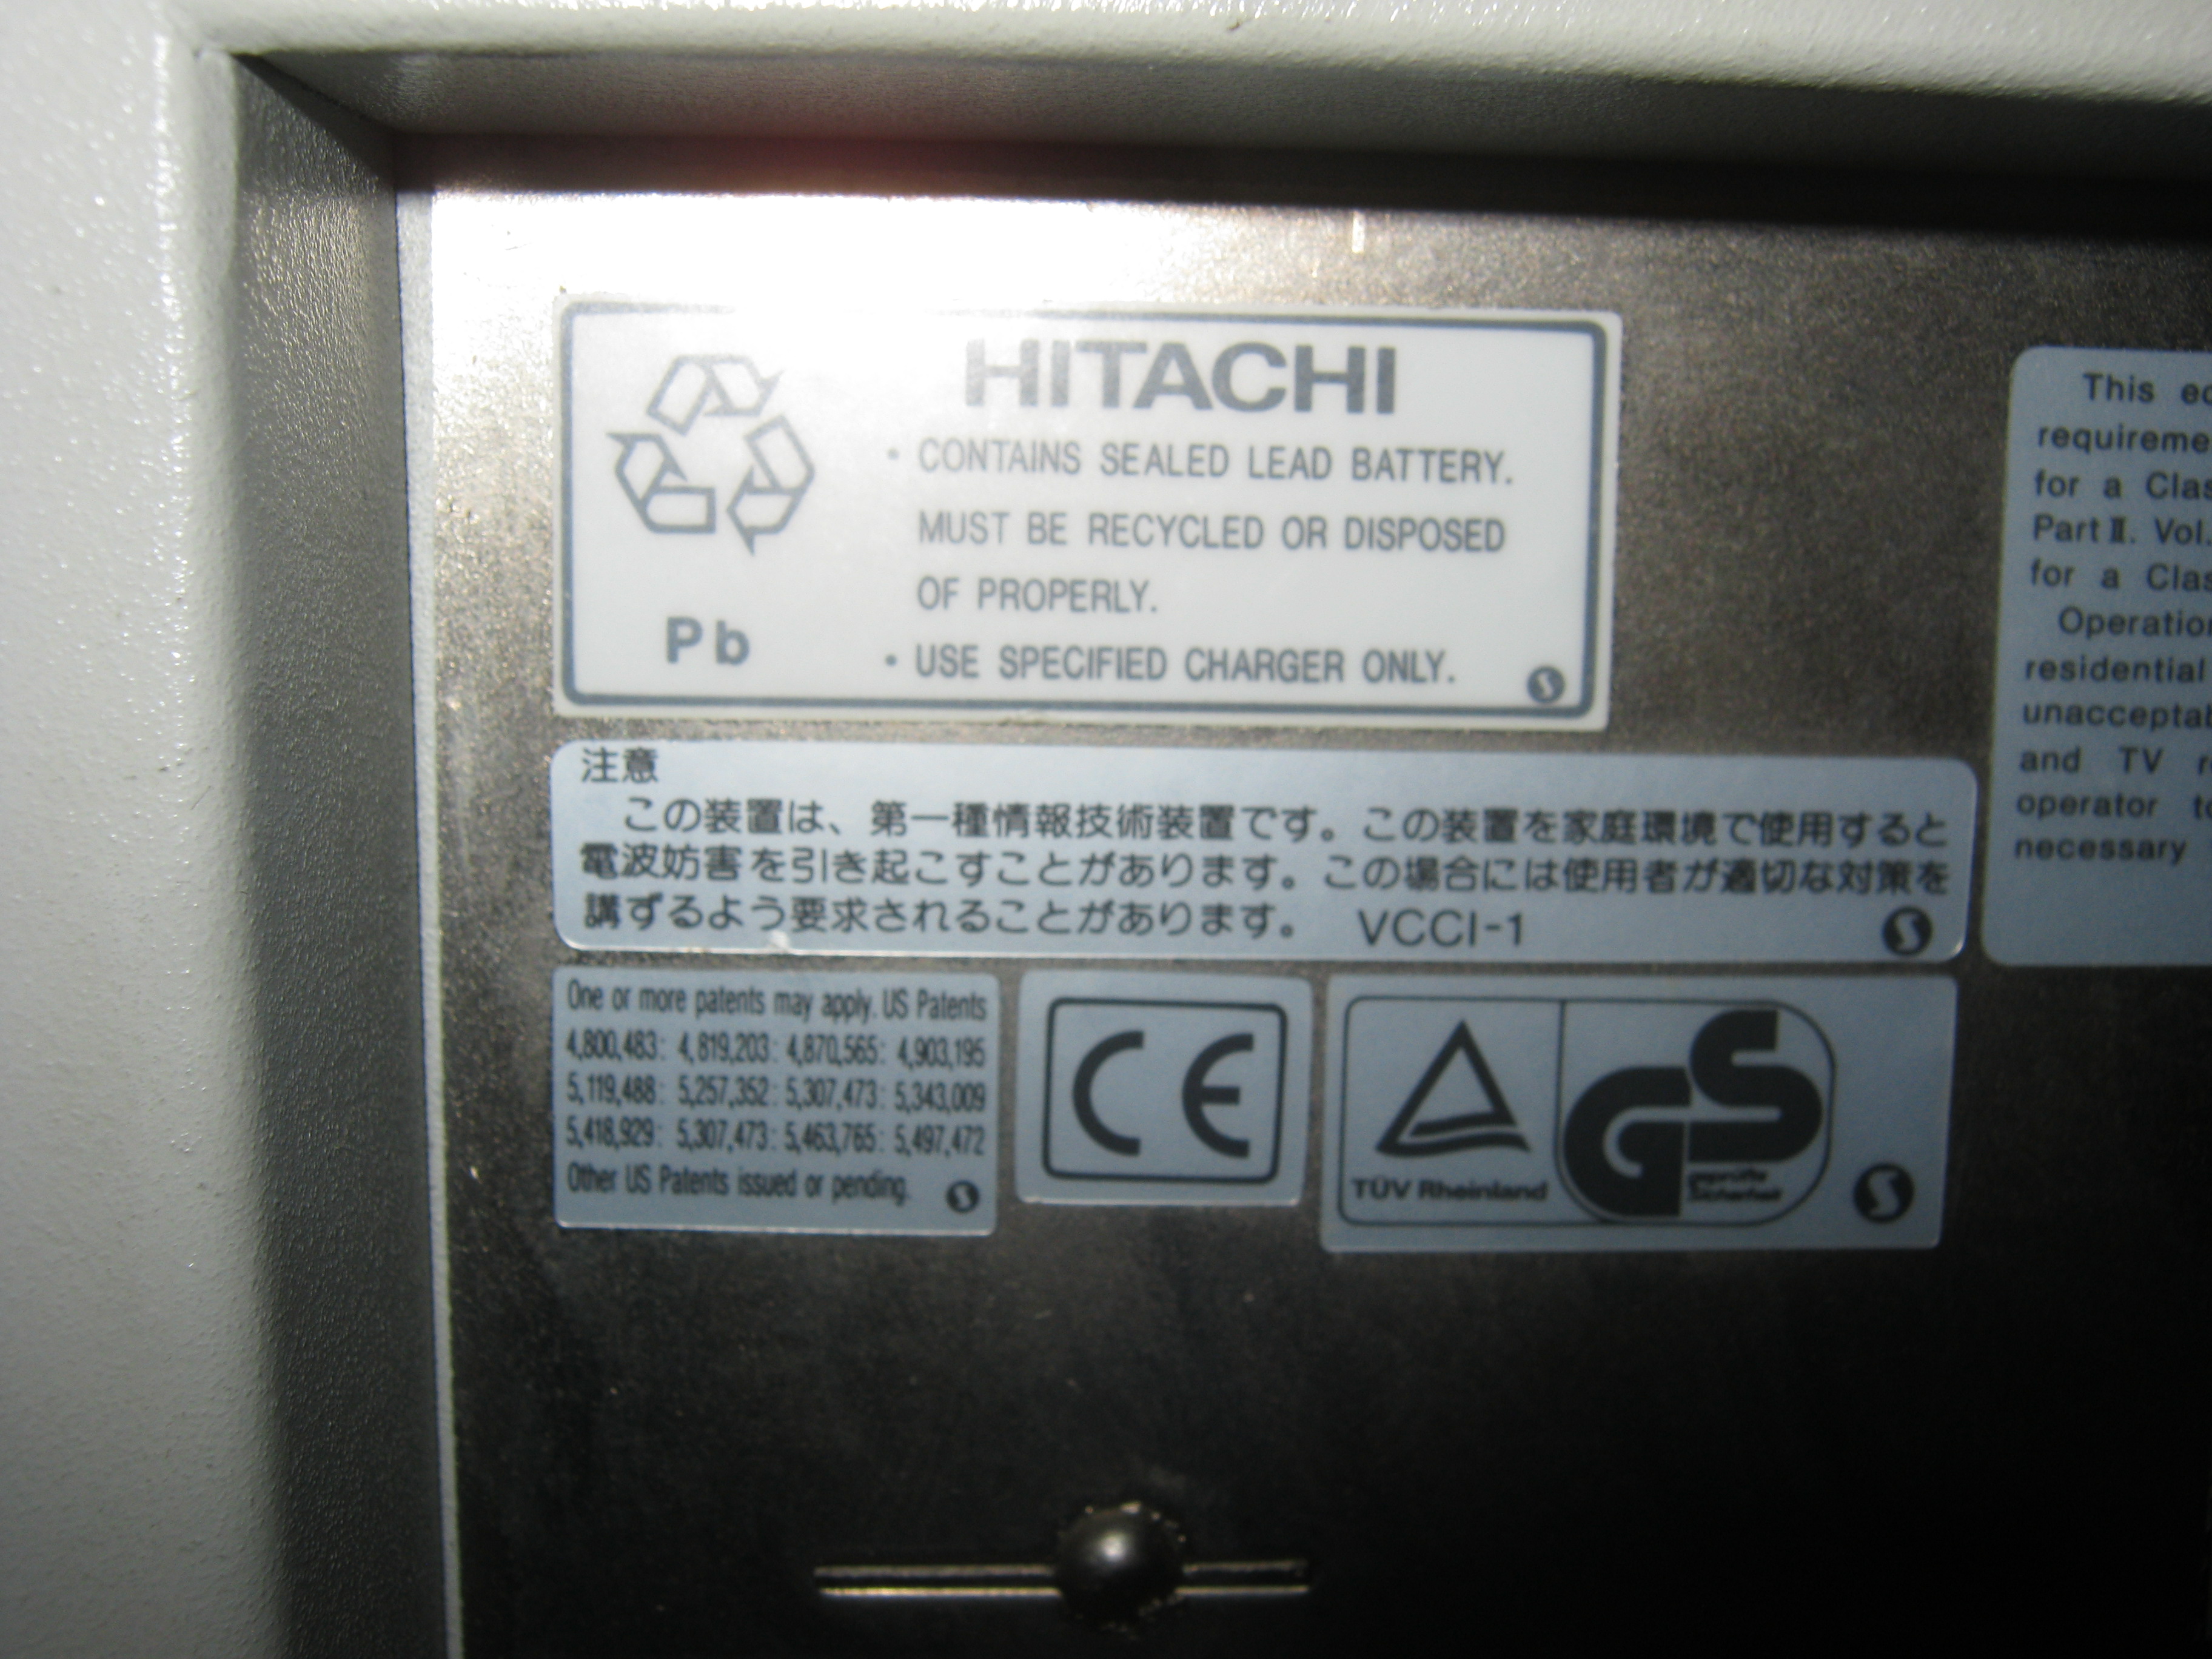 HITACHI
• CONTAINS SEALED LEAD BATTERY.
MUST BE RECYCLED OR DISPOSED
OF PROPERLY.
• USE SPECIFIED CHARGER ONLY.
Pb
注意
この装置は、第一種情報技術装置です。この装置を家庭環境で使用すると
電波妨害を引き起こすことがあります。この場合には使用者が適切な対策を
講ずるよう要求されることがあります。 VCCI-1
One or more patents may apply. US Patents
4,800,483: 4,819,203: 4,870,565: 4,903,195
5,119,488: 5,257,352: 5,307,473: 5,343,009
5,418,929: 5,307,473: 5,463,765: 5,497,472
Other US Patents issued or pending.
CE
TÜV Rheinland
GS
geprüfte
Sicherheit
This
requireme
for a Clas
Part II. Vol.
for a Clas
Operation
residential
unacceptab
and TV
operator
necessary